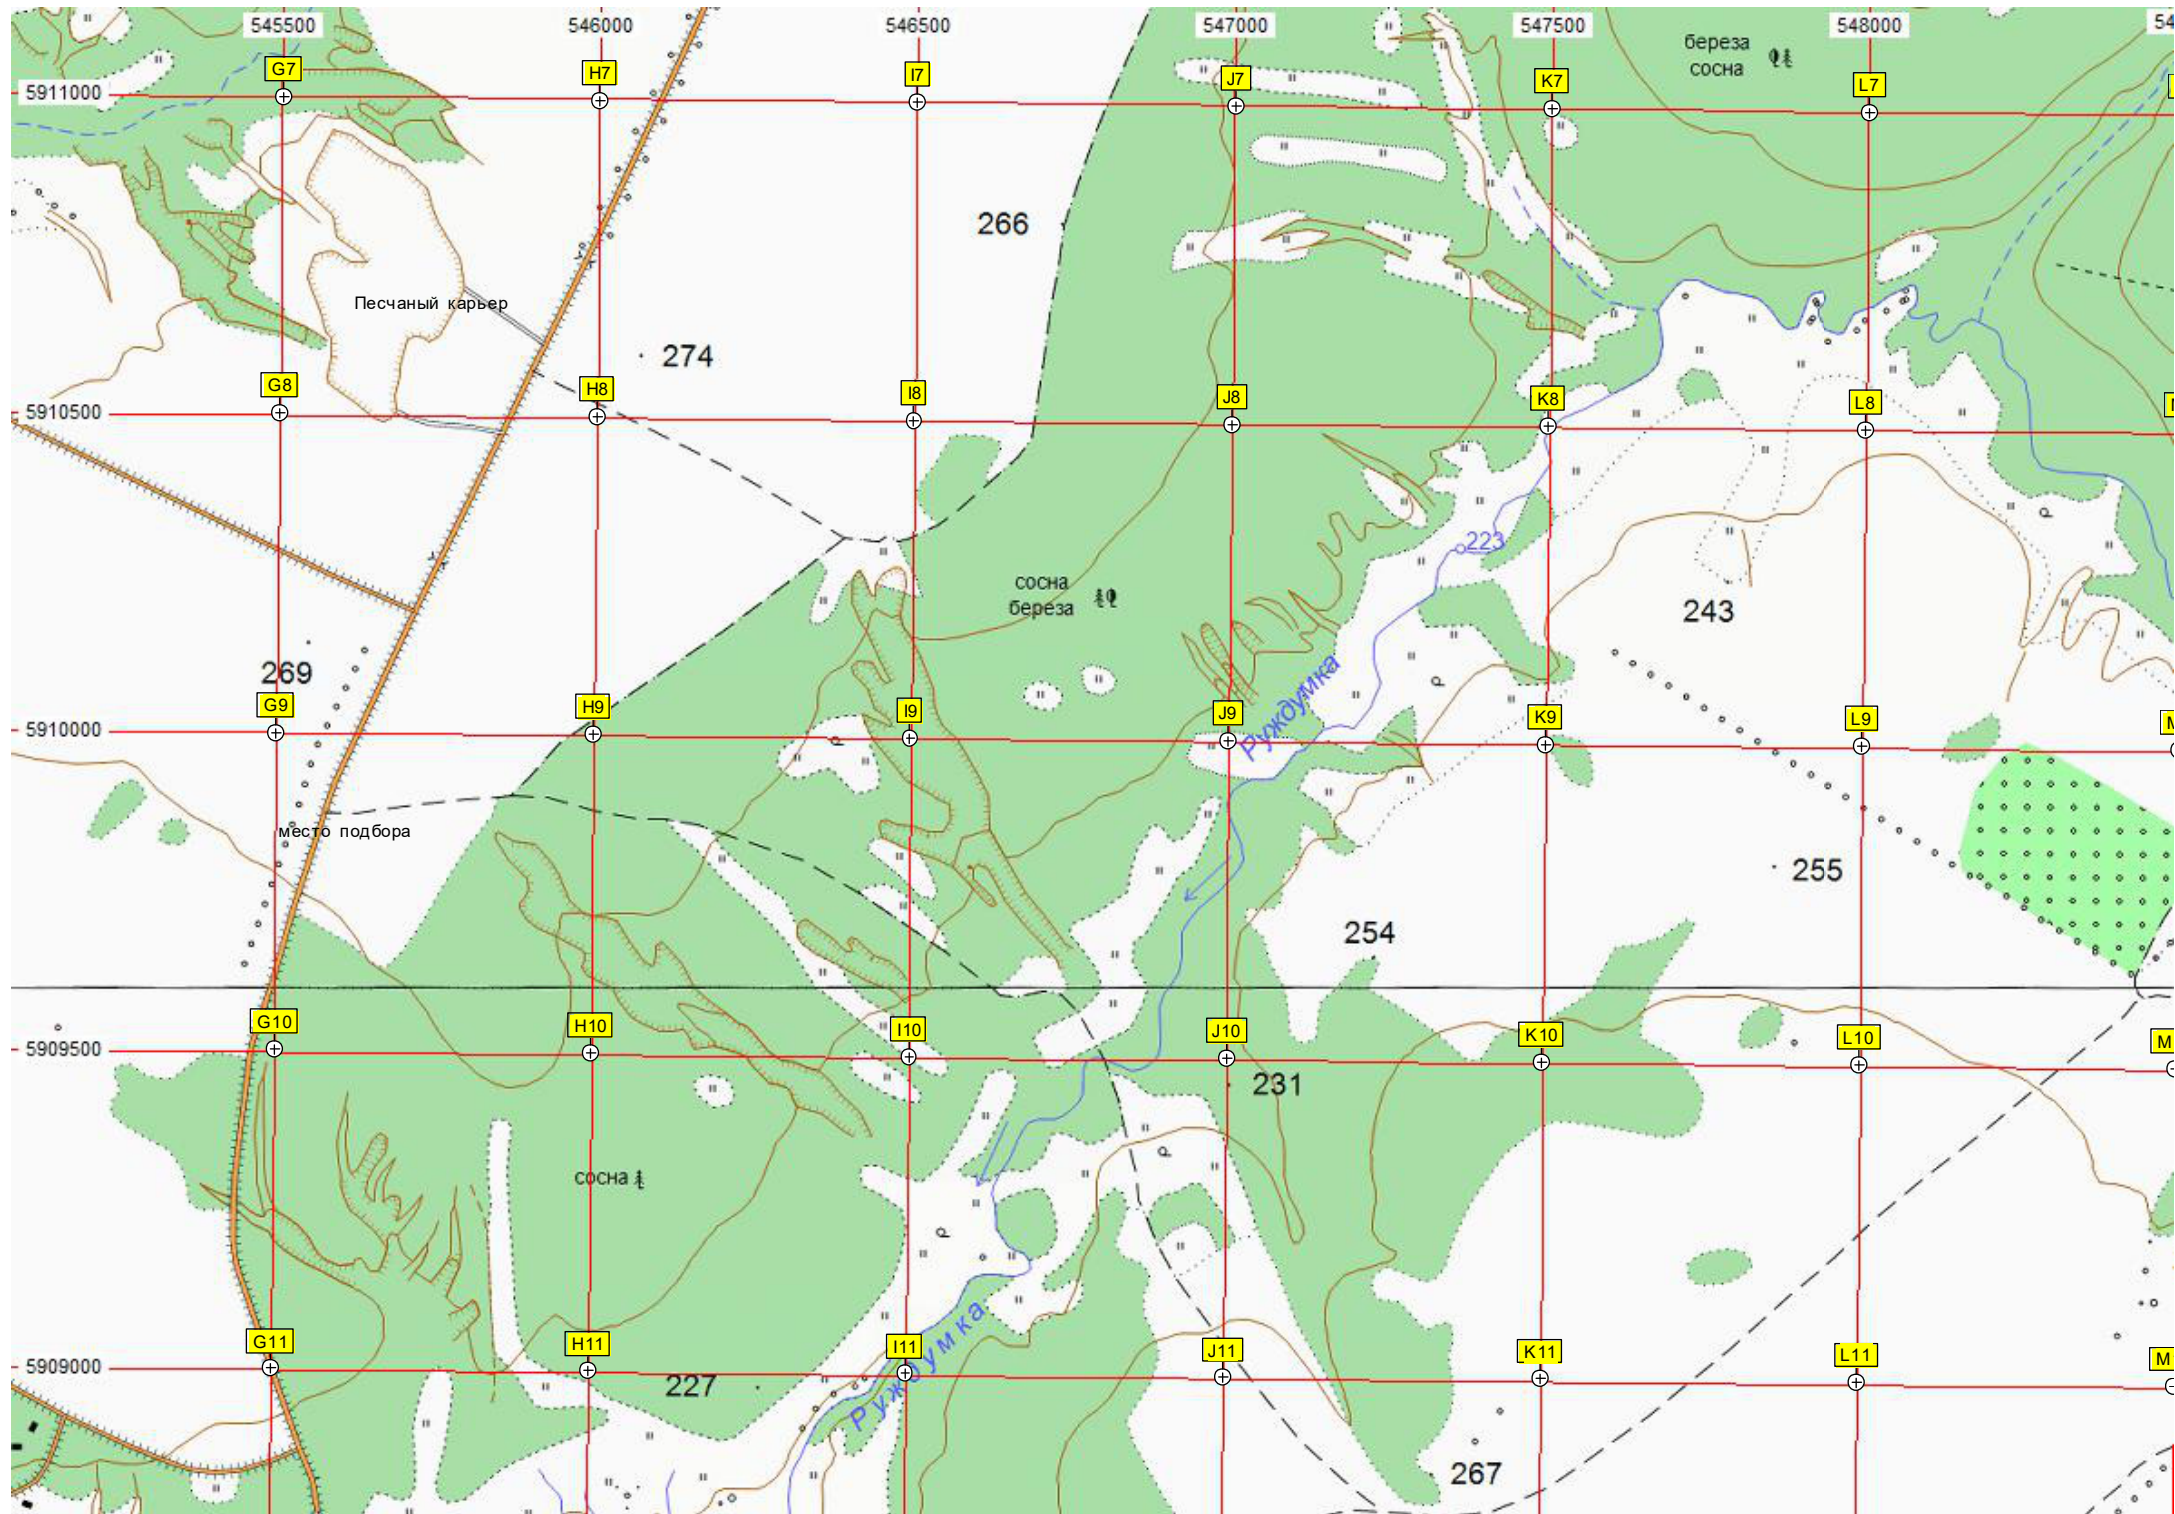 545500 546000 546500 547000 547500 548000 54
береза
сосна
5911000
G7 H7 I7 J7 K7 L7
266
Песчаный карьер
274
5910500
G8 H8 I8 J8 K8 L8
223
сосна
береза
243
269
Руждумка
5910000
G9 H9 I9 J9 K9 L9 M
место подбора
255
254
5909500
G10 H10 I10 J10 K10 L10 M
231
сосна
Руждумка
5909000
G11 H11 I11 J11 K11 L11 M
227
267